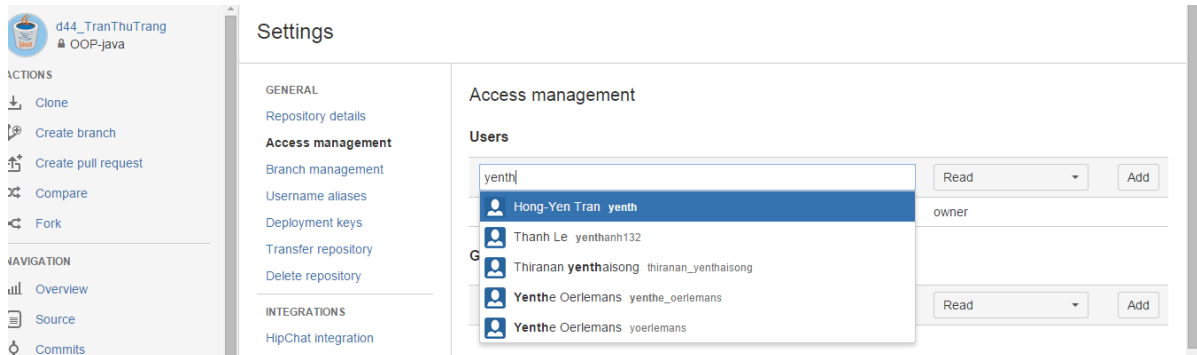 d44_TranThuTrang
OOP-java
ACTIONS
Clone
Create branch
Create pull request
Compare
Fork
NAVIGATION
Overview
Source
Commits
Settings
GENERAL
Repository details
Access management
Branch management
Username aliases
Deployment keys
Transfer repository
Delete repository
INTEGRATIONS
HipChat integration
Access management
Users
yenth Read Add
Hong-Yen Tran yenth
owner
Thanh Le yenthanh132
G
Thiranan yenthaisong thiranan_yenthaisong
Yenthe Oerlemans yenthe_oerlemans
Read Add
Yenthe Oerlemans yoerlemans